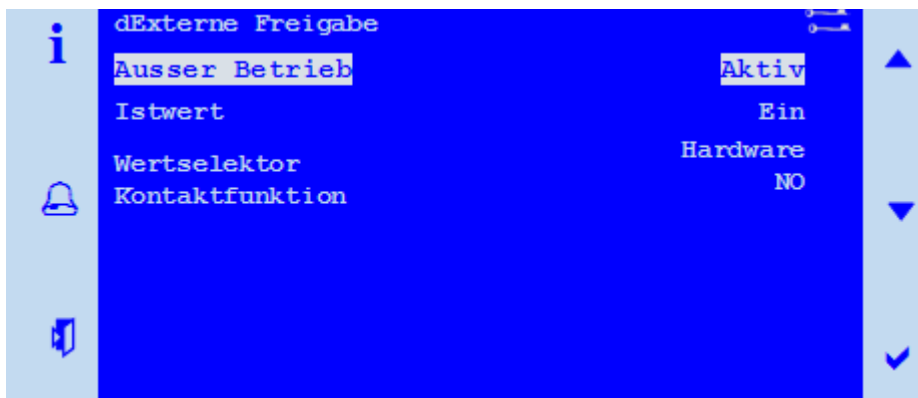 i
dExterne Freigabe
Ausser Betrieb Aktiv
Istwert Ein
Wertselektor Hardware
Kontaktfunktion NO